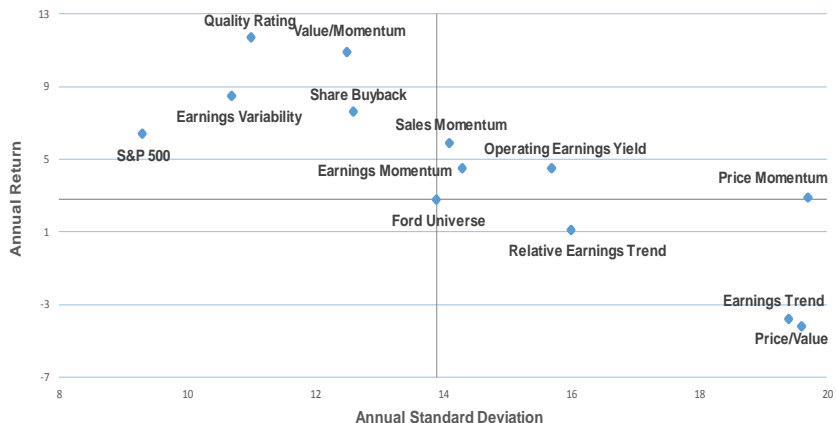 13
Quality Rating
Value/Momentum
9
Share Buyback
Earnings Variability
Sales Momentum
S&P 500
5
Earnings Momentum
Operating Earnings Yield
Price Momentum
Ford Universe
1
Relative Earnings Trend
-3
Earnings Trend
Price/Value
-7
8
10
12
14
16
18
20
Annual Return
Annual Standard Deviation